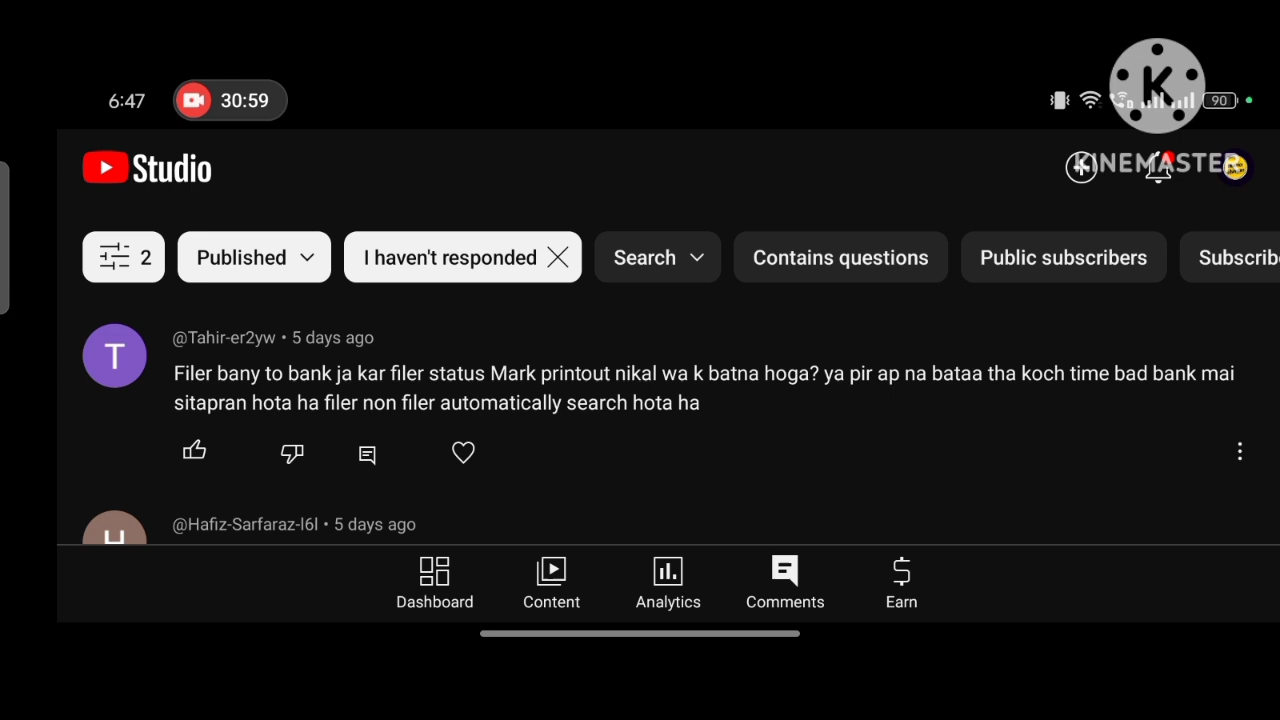 6:47 30:59 90
KINEMASTER
Studio
2 Published I haven't responded Search Contains questions Public subscribers Subscribe
@Tahir-er2yw • 5 days ago
T
Filer bany to bank ja kar filer status Mark printout nikal wa k batna hoga? ya pir ap na bataa tha koch time bad bank mai
sitapran hota ha filer non filer automatically search hota ha
@Hafiz-Sarfaraz-l6l • 5 days ago
H
Dashboard Content Analytics Comments Earn